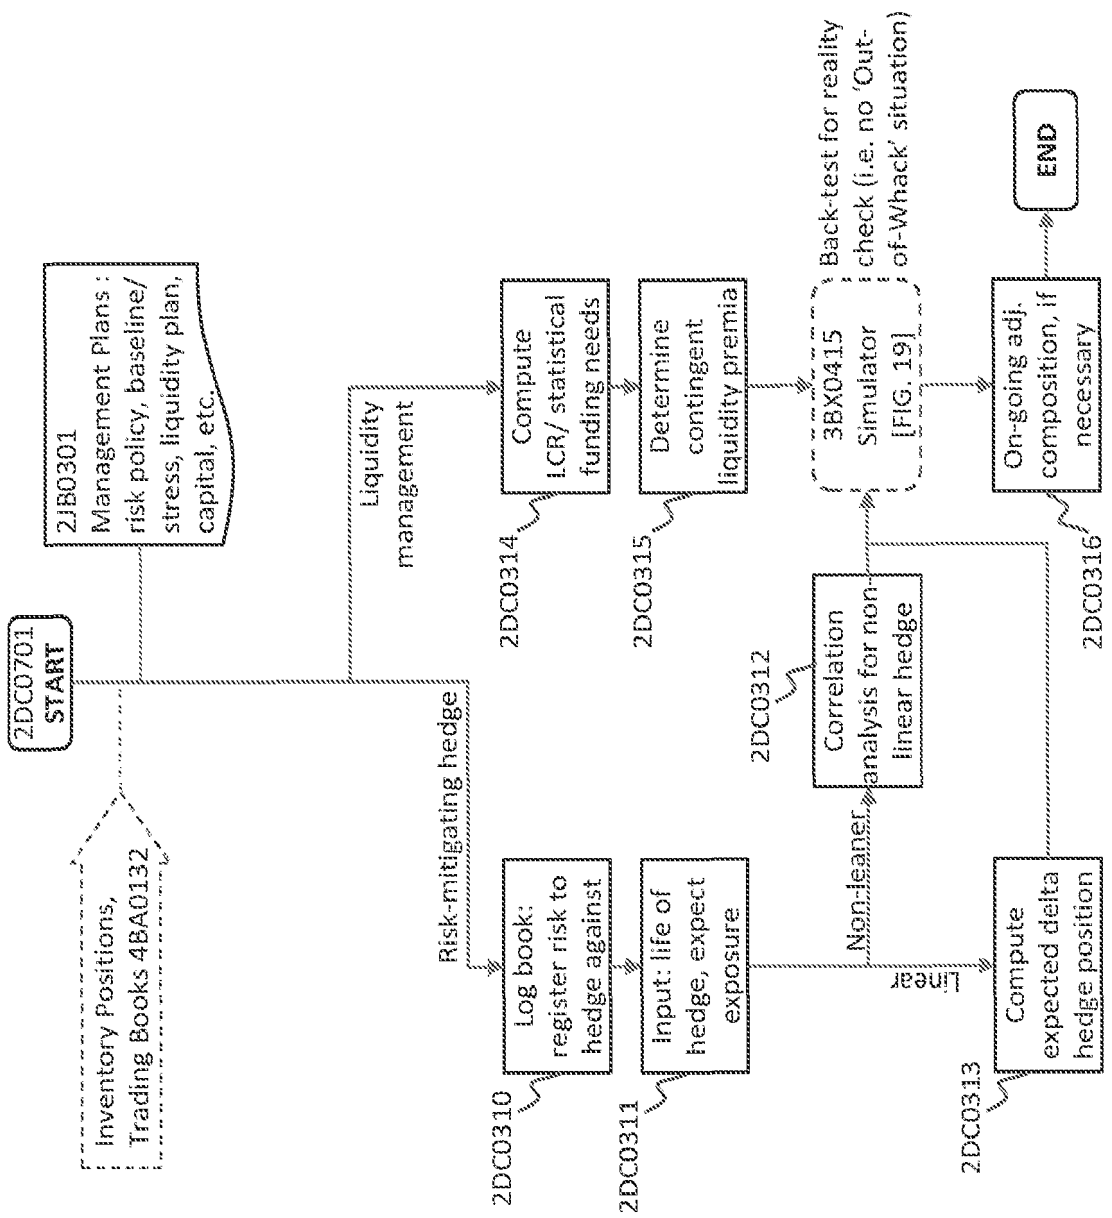 2DC0701
START
Inventory Positions,
Trading Books 4BA0132
2JB0301
Management Plans :
risk policy, baseline/
stress, liquidity plan,
capital, etc.
Risk-mitigating hedge
Liquidity
management
2DC0310
Log book:
register risk to
hedge against
2DC0314
Compute
LCR/ statistical
funding needs
2DC0311
Input: life of
hedge, expect
exposure
2DC0315
Determine
contingent
liquidity premia
Non-leaner
Linear
2DC0312
Correlation
analysis for non
linear hedge
3BX0415
Simulator
[FIG. 19]
Back-test for reality
check (i.e. no 'Out-
of-Whack' situation)
2DC0313
Compute
expected delta
hedge position
2DC0316
On-going adj.
composition, if
necessary
END